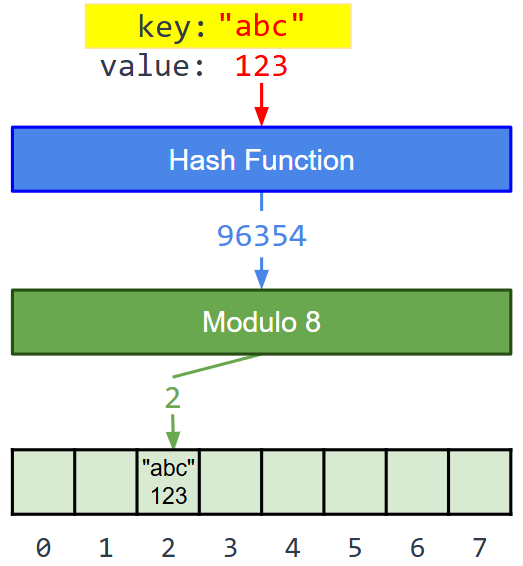 key: "abc"
value: 123
Hash Function
96354
Modulo 8
2
"abc"
123
0 1 2 3 4 5 6 7